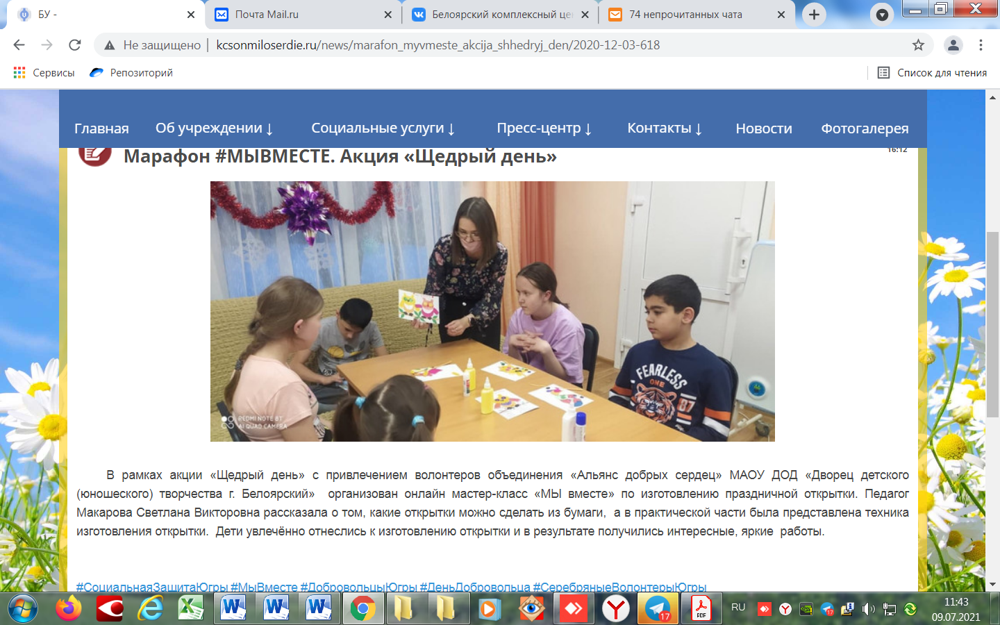 БУ -
Почта Mail.ru
Белоярский комплексный це
74 непрочитанных чата
Не защищено
kcsonmiloserdie.ru/news/marafon_myvmeste_akcija_shhedryj_den/2020-12-03-618
Сервисы
Репозиторий
Список для чтения
Главная
Об учреждении ↓
Социальные услуги ↓
Пресс-центр ↓
Контакты ↓
Новости
Фотогалерея
16:12
Марафон #МЫВМЕСТЕ. Акция «Щедрый день»
FEARLESS
ONE
87
REDMI NOTE 8T
AI QUAD CAMERA
В рамках акции «Щедрый день» с привлечением волонтеров объединения «Альянс добрых сердец» МАОУ ДОД «Дворец детского
(юношеского) творчества г. Белоярский» организован онлайн мастер-класс «МЫ вместе» по изготовлению праздничной открытки. Педагог
Макарова Светлана Викторовна рассказала о том, какие открытки можно сделать из бумаги, а в практической части была представлена техника
изготовления открытки. Дети увлечённо отнеслись к изготовлению открытки и в результате получились интересные, яркие работы.
#СоциальнаяЗащитаЮгры #МыВместе #ДобровольцыЮгры #ДеньДобровольца #СеребряныеВолонтерыЮгры
17
PDF
RU
17
11:43
09.07.2021